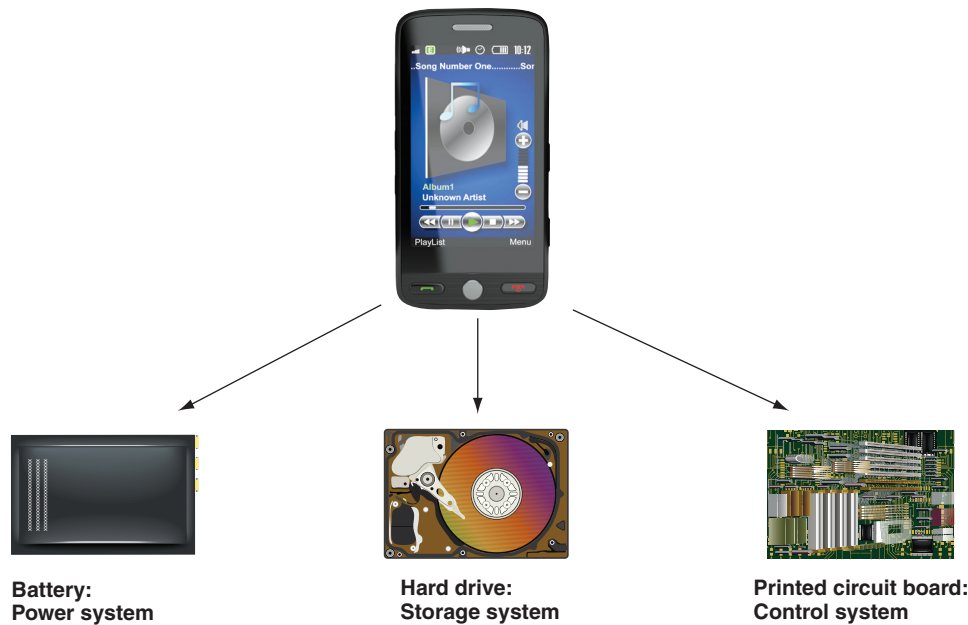 10:12
..Song Number One............Sor
Album1
Unknown Artist
PlayList
Menu
Battery:
Power system
Hard drive:
Storage system
Printed circuit board:
Control system